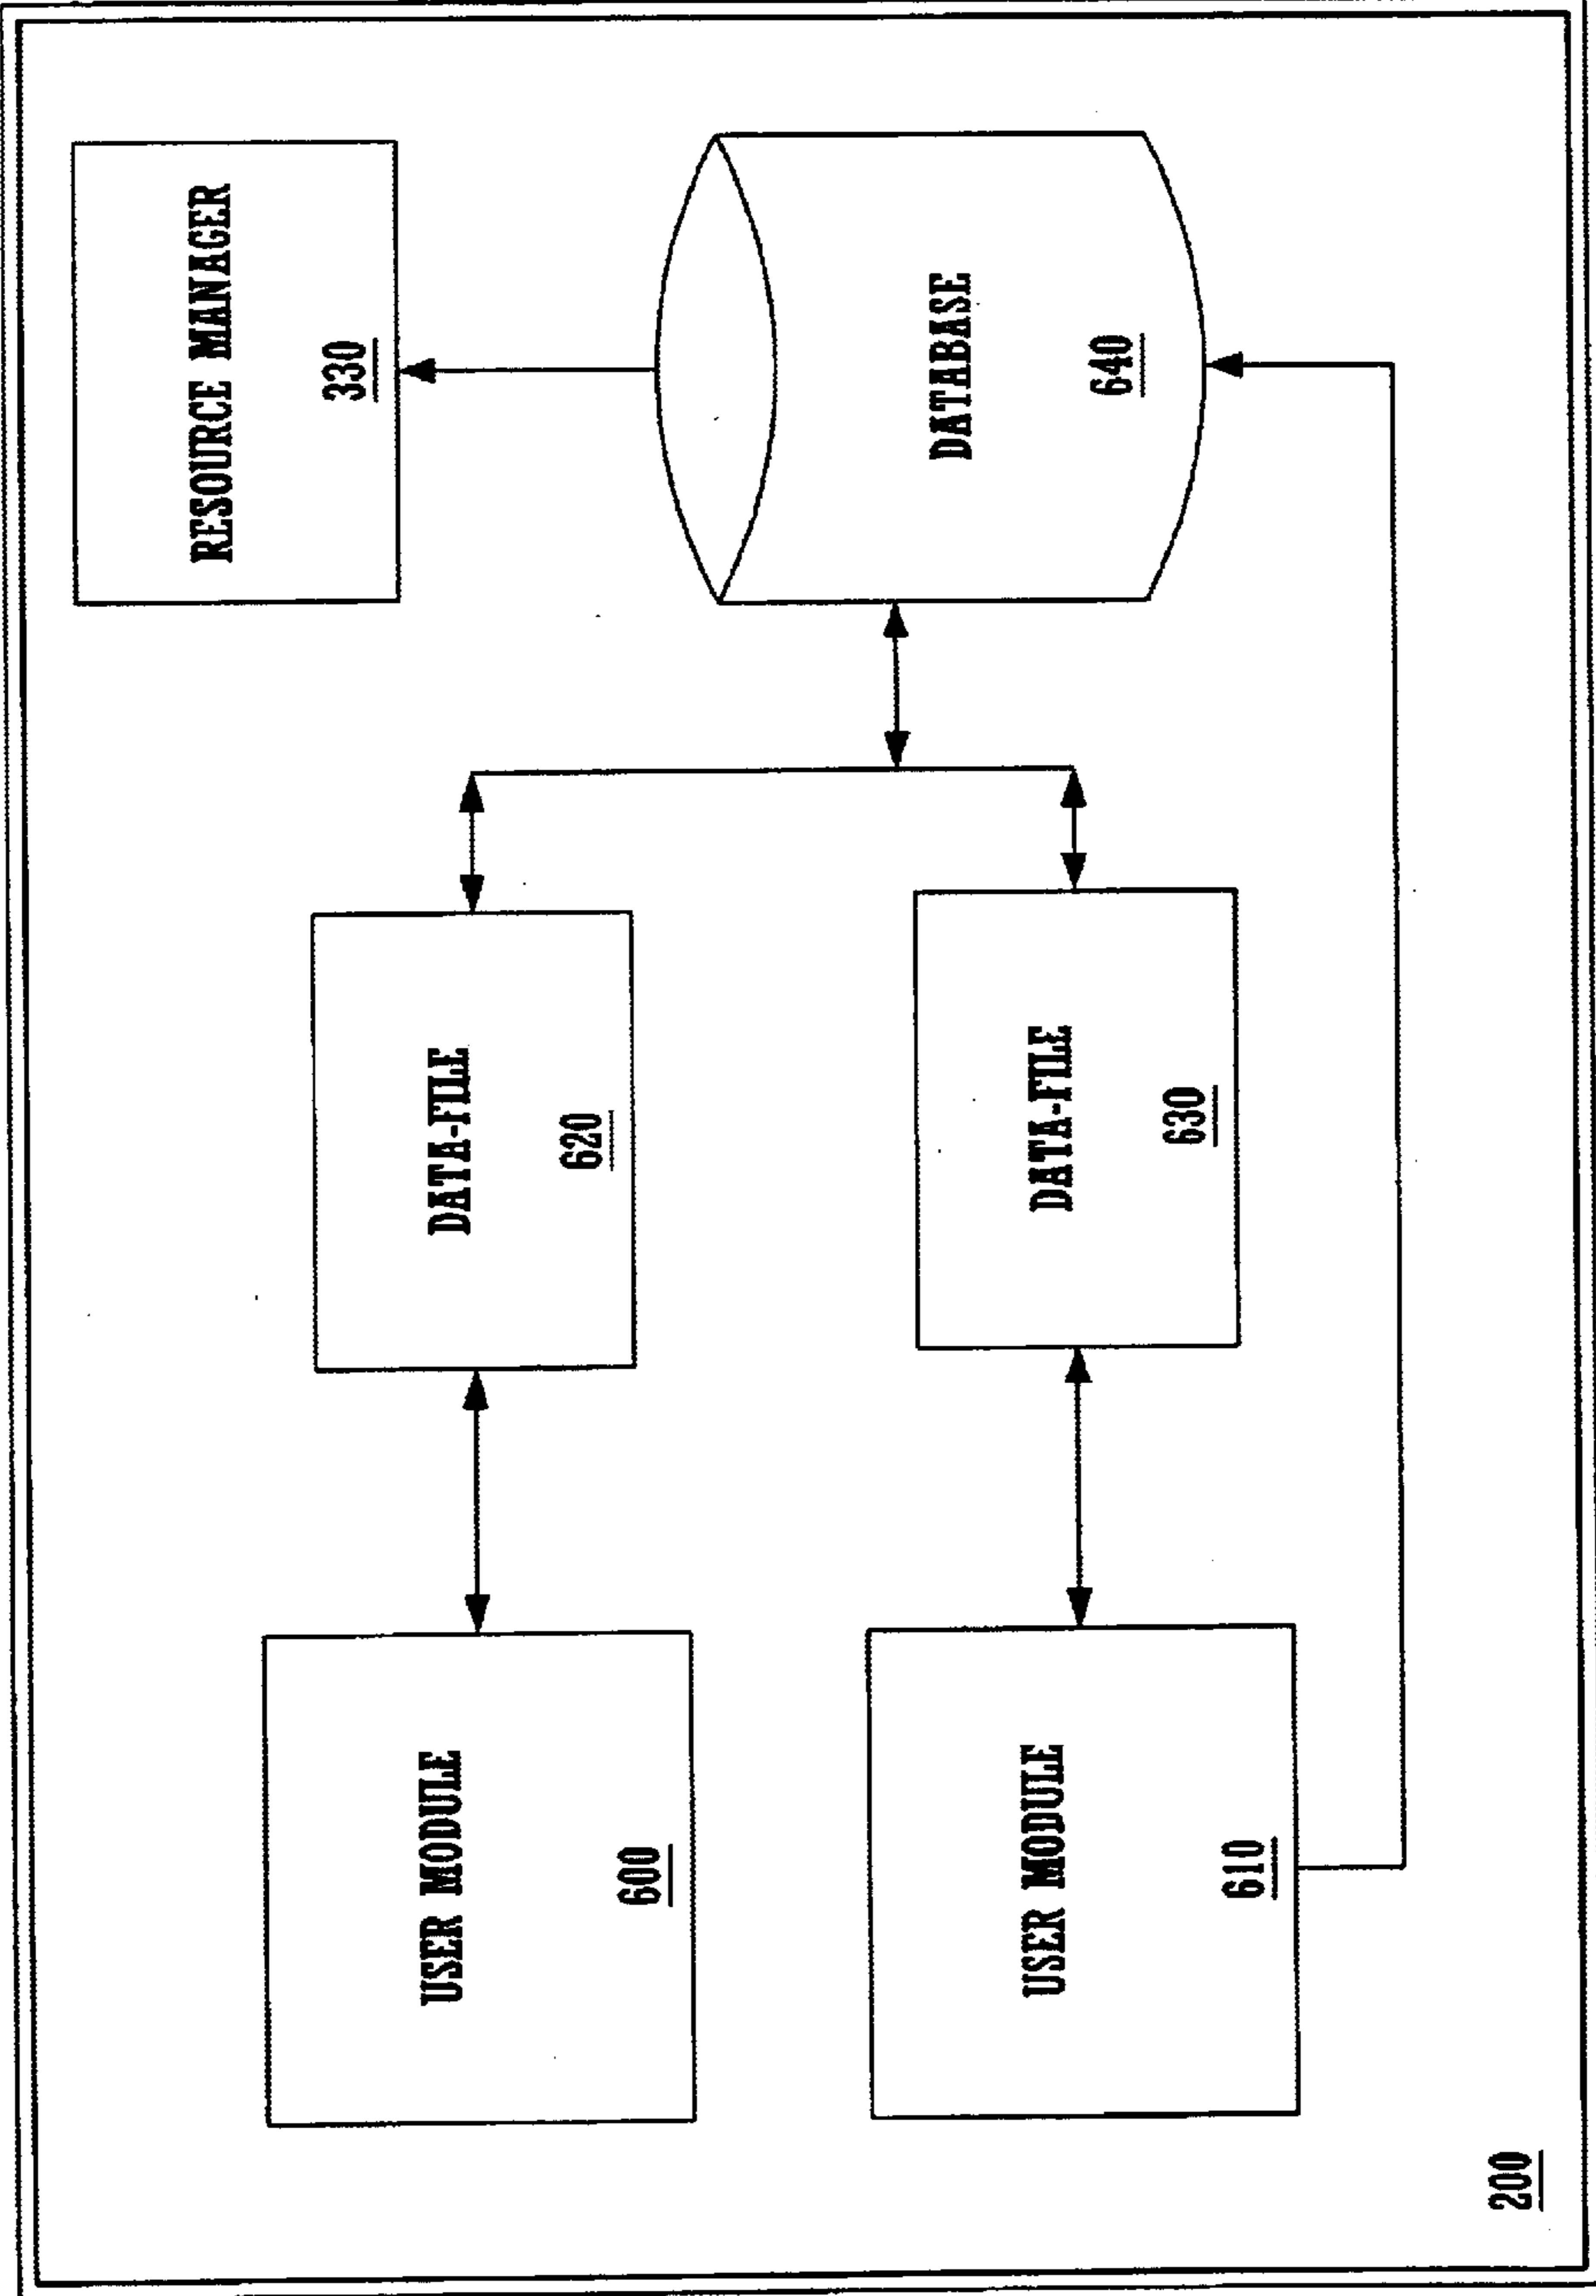 RESOURCE MANAGER
330
USER MODULE
600
DATA-FILE
620
DATABASE
640
USER MODULE
610
DATA-FILE
630
200